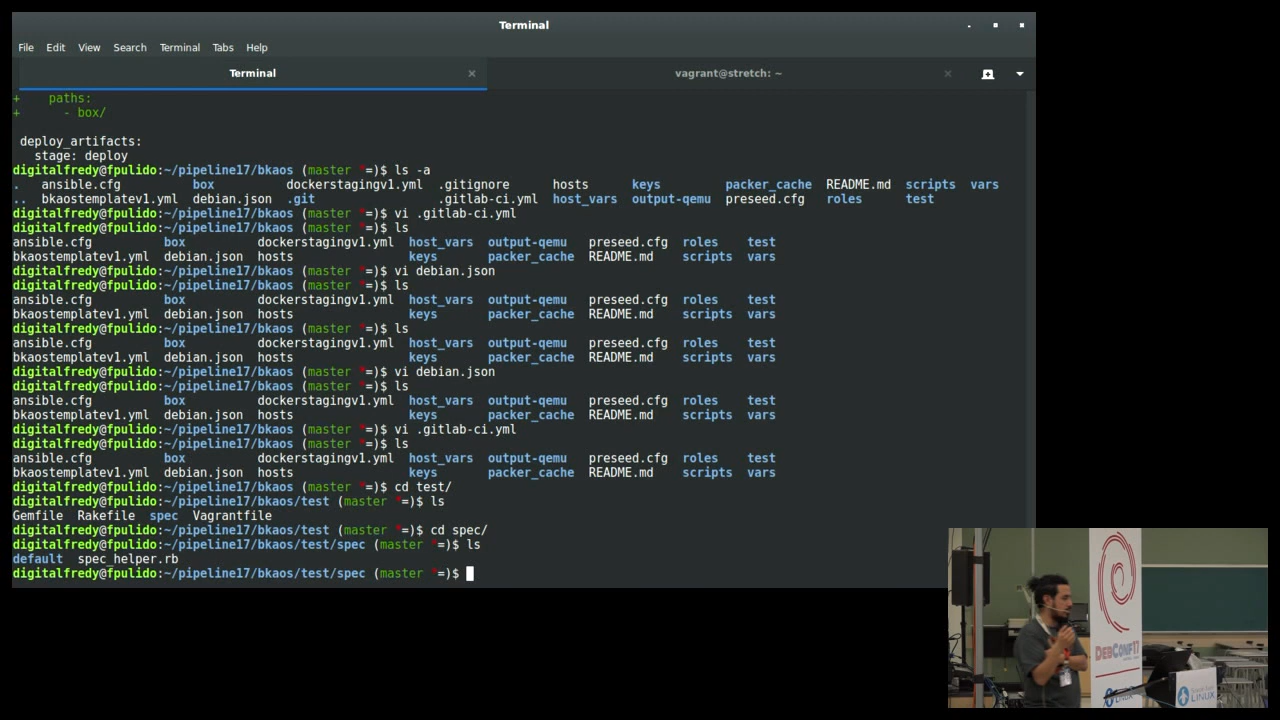 Terminal
File Edit View Search Terminal Tabs Help
Terminal vagrant@stretch: ~
+    paths:
+      - box/
 deploy_artifacts:
   stage: deploy
digitalfredy@fpulido:~/pipeline17/bkaos (master *=)$ ls -a
.   ansible.cfg          box          dockerstagingv1.yml  .gitignore      hosts      keys         packer_cache  README.md  scripts  vars
..  bkaostemplatev1.yml  debian.json  .git                 .gitlab-ci.yml  host_vars  output-qemu  preseed.cfg   roles      test
digitalfredy@fpulido:~/pipeline17/bkaos (master *=)$ vi .gitlab-ci.yml
digitalfredy@fpulido:~/pipeline17/bkaos (master *=)$ ls
ansible.cfg          box          dockerstagingv1.yml  host_vars  output-qemu   preseed.cfg  roles    test
bkaostemplatev1.yml  debian.json  hosts                keys       packer_cache  README.md    scripts  vars
digitalfredy@fpulido:~/pipeline17/bkaos (master *=)$ vi debian.json
digitalfredy@fpulido:~/pipeline17/bkaos (master *=)$ ls
ansible.cfg          box          dockerstagingv1.yml  host_vars  output-qemu   preseed.cfg  roles    test
bkaostemplatev1.yml  debian.json  hosts                keys       packer_cache  README.md    scripts  vars
digitalfredy@fpulido:~/pipeline17/bkaos (master *=)$ ls
ansible.cfg          box          dockerstagingv1.yml  host_vars  output-qemu   preseed.cfg  roles    test
bkaostemplatev1.yml  debian.json  hosts                keys       packer_cache  README.md    scripts  vars
digitalfredy@fpulido:~/pipeline17/bkaos (master *=)$ vi debian.json
digitalfredy@fpulido:~/pipeline17/bkaos (master *=)$ ls
ansible.cfg          box          dockerstagingv1.yml  host_vars  output-qemu   preseed.cfg  roles    test
bkaostemplatev1.yml  debian.json  hosts                keys       packer_cache  README.md    scripts  vars
digitalfredy@fpulido:~/pipeline17/bkaos (master *=)$ vi .gitlab-ci.yml
digitalfredy@fpulido:~/pipeline17/bkaos (master *=)$ ls
ansible.cfg          box          dockerstagingv1.yml  host_vars  output-qemu   preseed.cfg  roles    test
bkaostemplatev1.yml  debian.json  hosts                keys       packer_cache  README.md    scripts  vars
digitalfredy@fpulido:~/pipeline17/bkaos (master *=)$ cd test/
digitalfredy@fpulido:~/pipeline17/bkaos/test (master *=)$ ls
Gemfile  Rakefile  spec  Vagrantfile
digitalfredy@fpulido:~/pipeline17/bkaos/test (master *=)$ cd spec/
digitalfredy@fpulido:~/pipeline17/bkaos/test/spec (master *=)$ ls
default  spec_helper.rb
digitalfredy@fpulido:~/pipeline17/bkaos/test/spec (master *=)$
DEBCONF17
LINUX